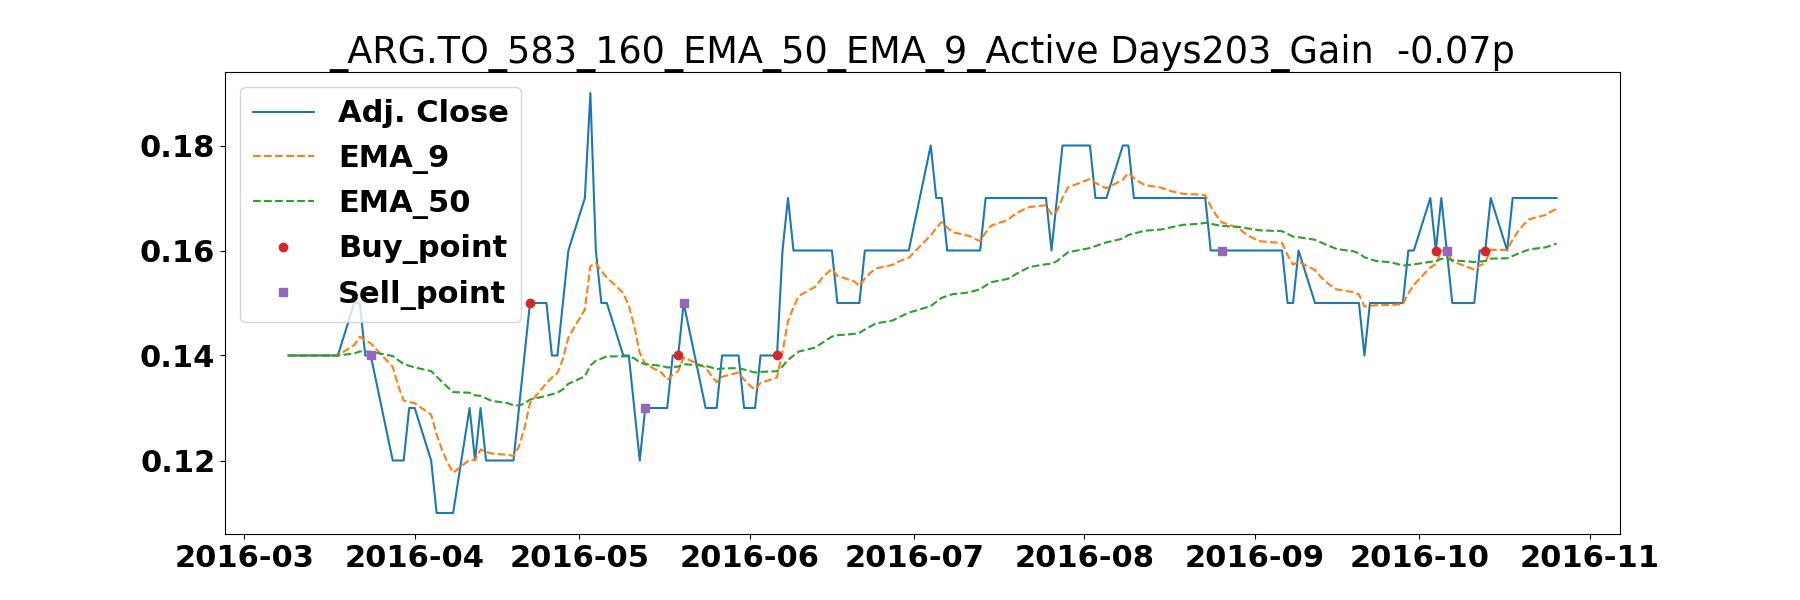 _ARG.TO_583_160_EMA_50_EMA_9_Active Days203_Gain  -0.07p
Adj. Close
EMA_9
EMA_50
Buy_point
Sell_point
0.18
0.16
0.14
0.12
2016-03 2016-04 2016-05 2016-06 2016-07 2016-08 2016-09 2016-10 2016-11